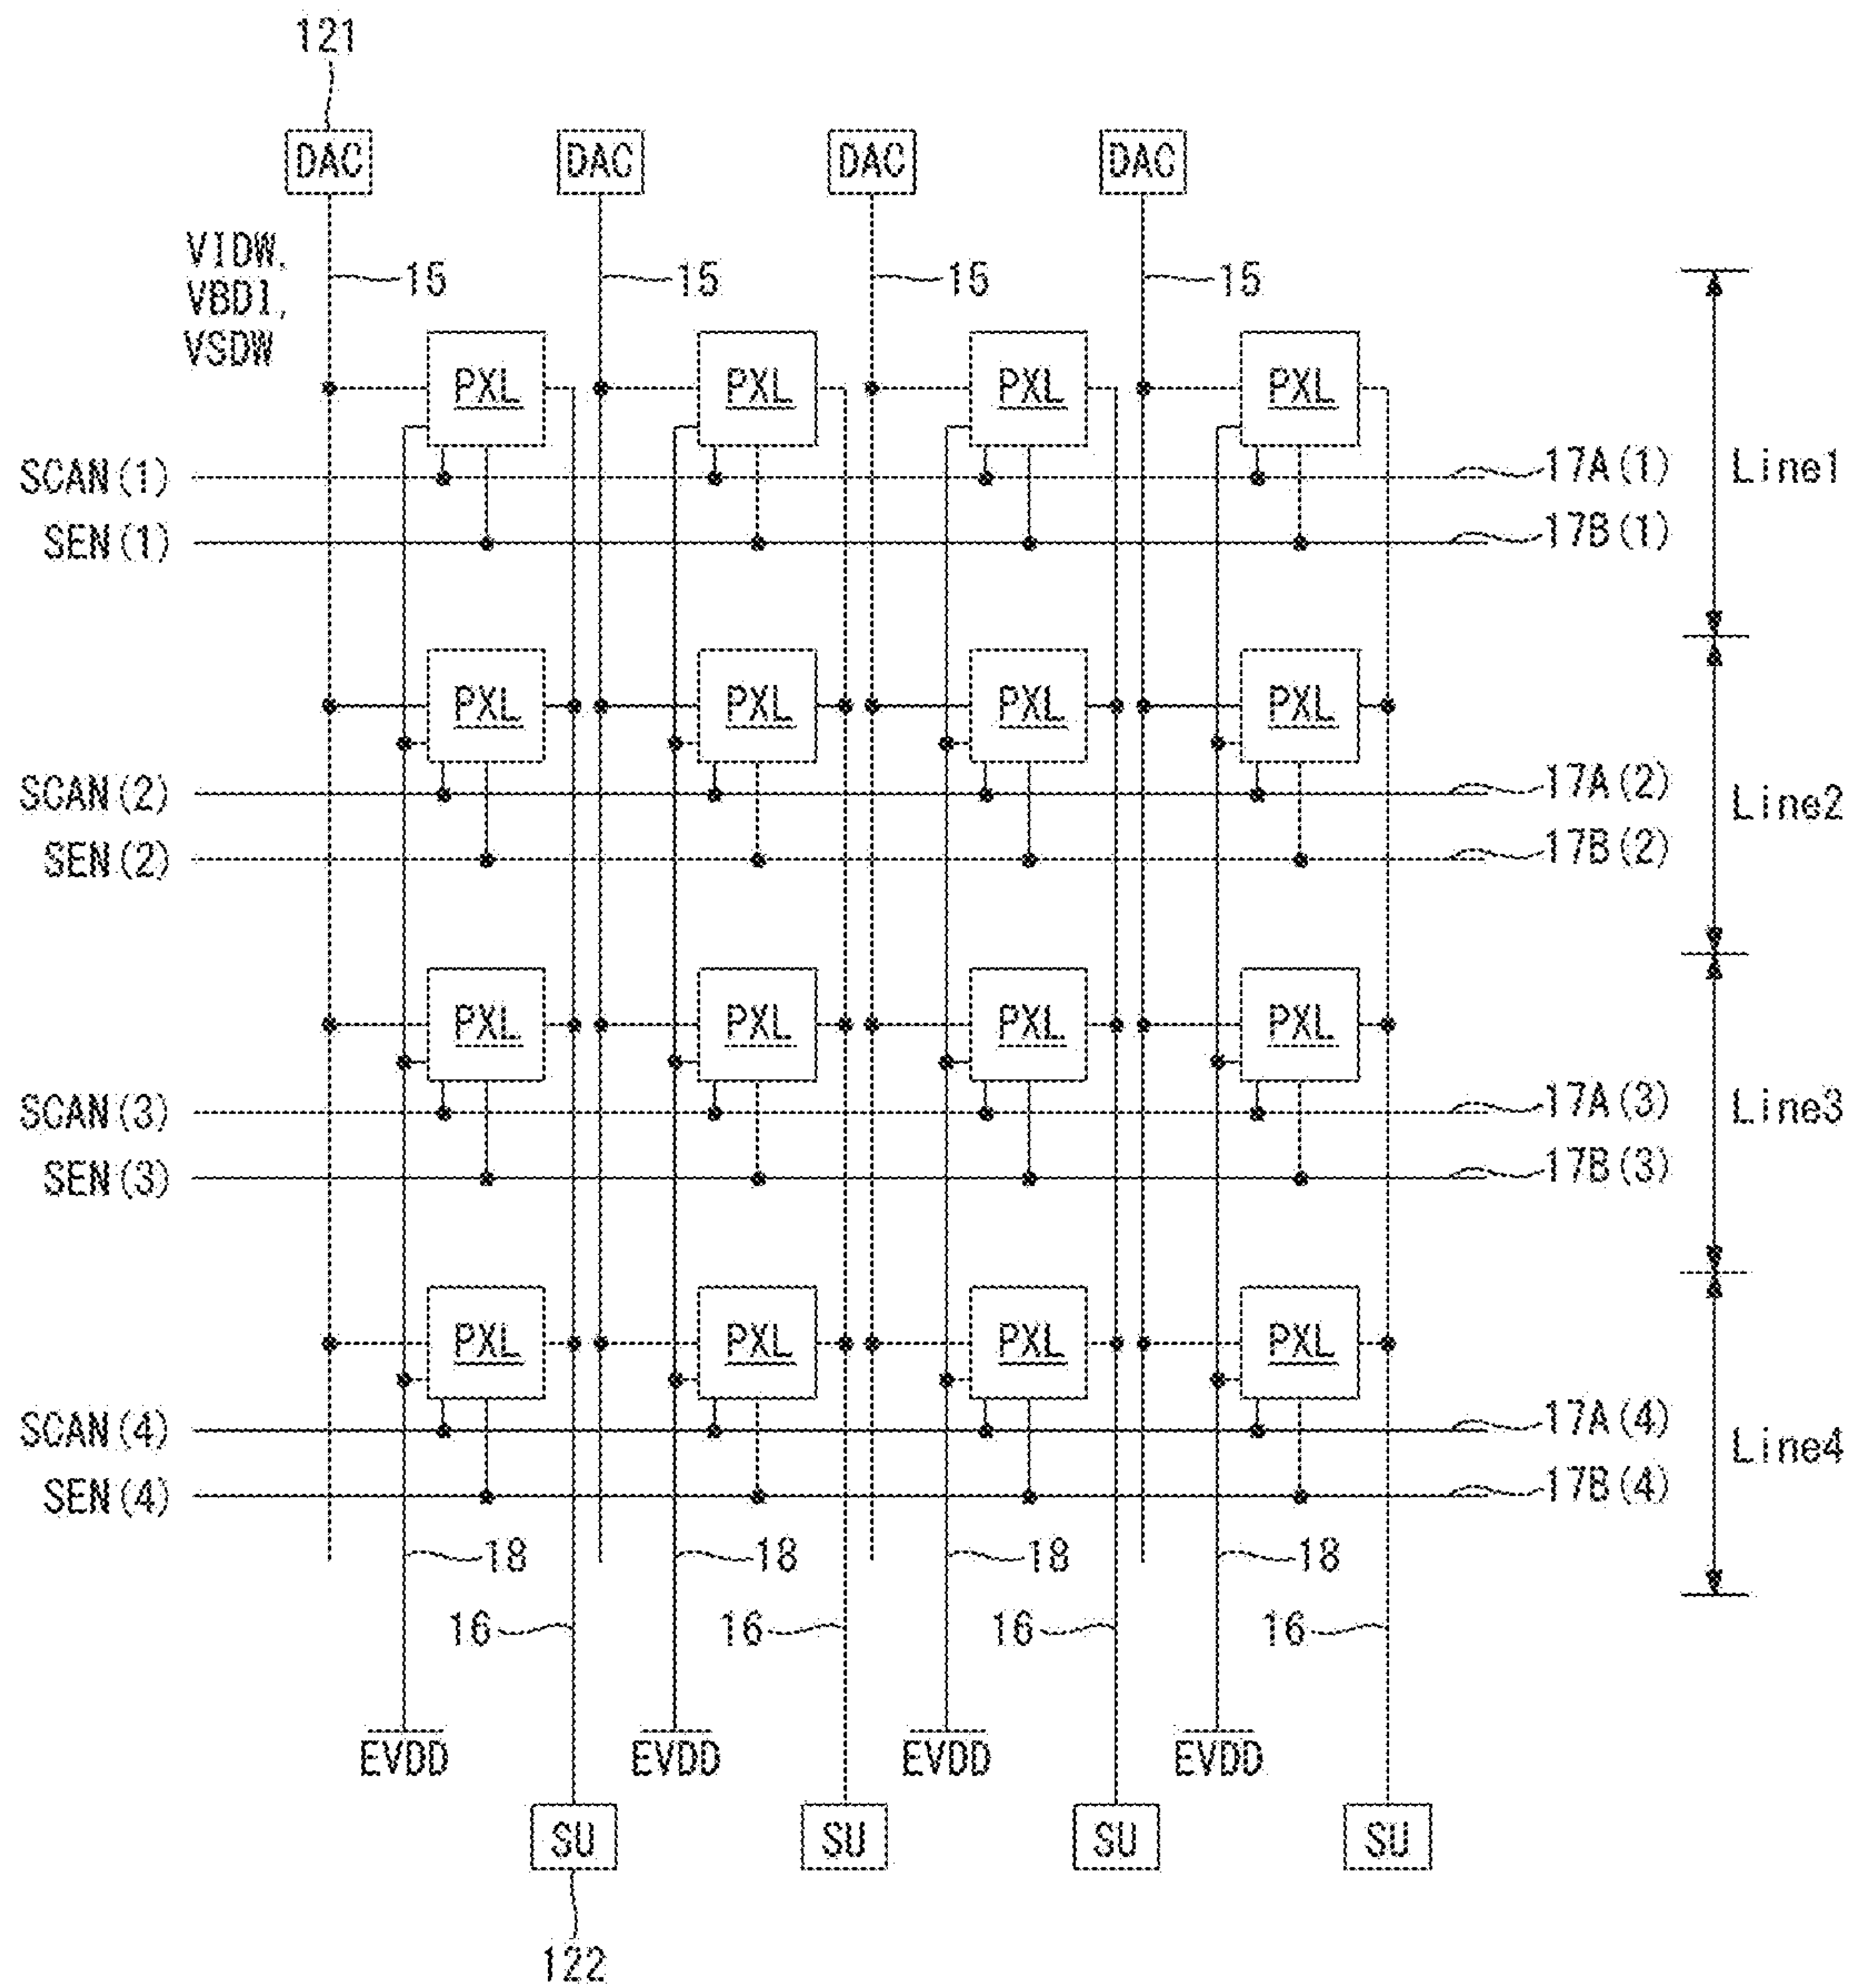 121
DAC DAC DAC DAC
VIDW,
VBDI,
VSDW
15 15 15 15
PXL PXL PXL PXL
SCAN(1) 17A(1) Line1
SEN(1) 17B(1)
PXL PXL PXL PXL
SCAN(2) 17A(2) Line2
SEN(2) 17B(2)
PXL PXL PXL PXL
SCAN(3) 17A(3) Line3
SEN(3) 17B(3)
PXL PXL PXL PXL
SCAN(4) 17A(4) Line4
SEN(4) 17B(4)
18 18 18 18
16 16 16 16
EVDD EVDD EVDD EVDD
SU SU SU SU
122